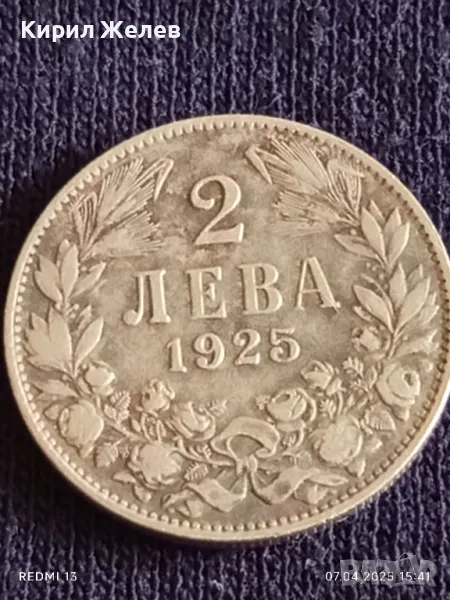 Кирил Желев
2
ЛЕВА
1925
REDMI 13
07.04.2025 15:41